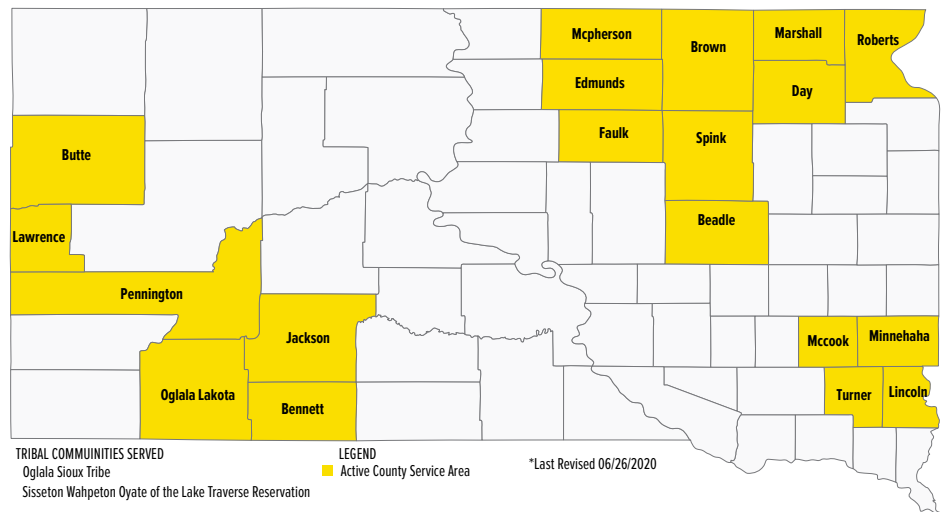 Mcpherson
Brown
Marshall
Roberts
Edmunds
Day
Faulk
Spink
Butte
Beadle
Lawrence
Pennington
Jackson
Mccook
Minnehaha
Oglala Lakota
Bennett
Turner
Lincoln
TRIBAL COMMUINITIES SERVED
Oglala Sioux Tribe
Sisseton Wahpeton Oyate of the Lake Traverse Reservation
LEGEND
Active County Service Area
*Last Revised 06/26/2020